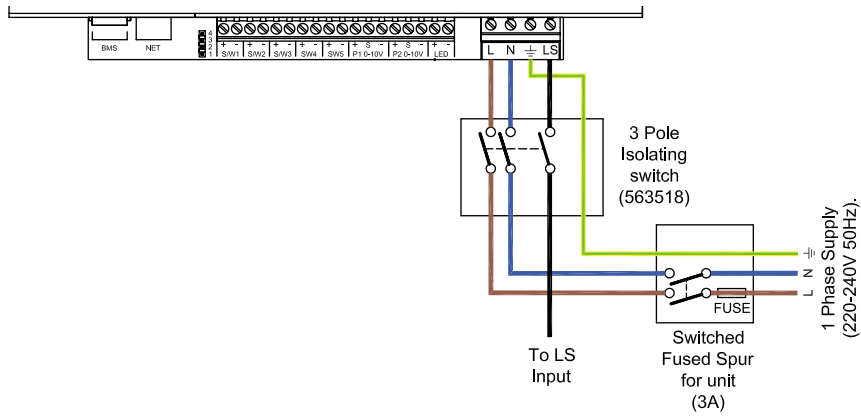 BMS
NET
4
3
2
1
+ - + - + - + - + - + S - + S - + -
S/W1 S/W2 S/W3 SW4 SW5 P1 0-10V P2 0-10V LED
L N LS
3 Pole
Isolating
switch
(563518)
N
L
1 Phase Supply
(220-240V 50Hz).
FUSE
To LS
Input
Switched
Fused Spur
for unit
(3A)